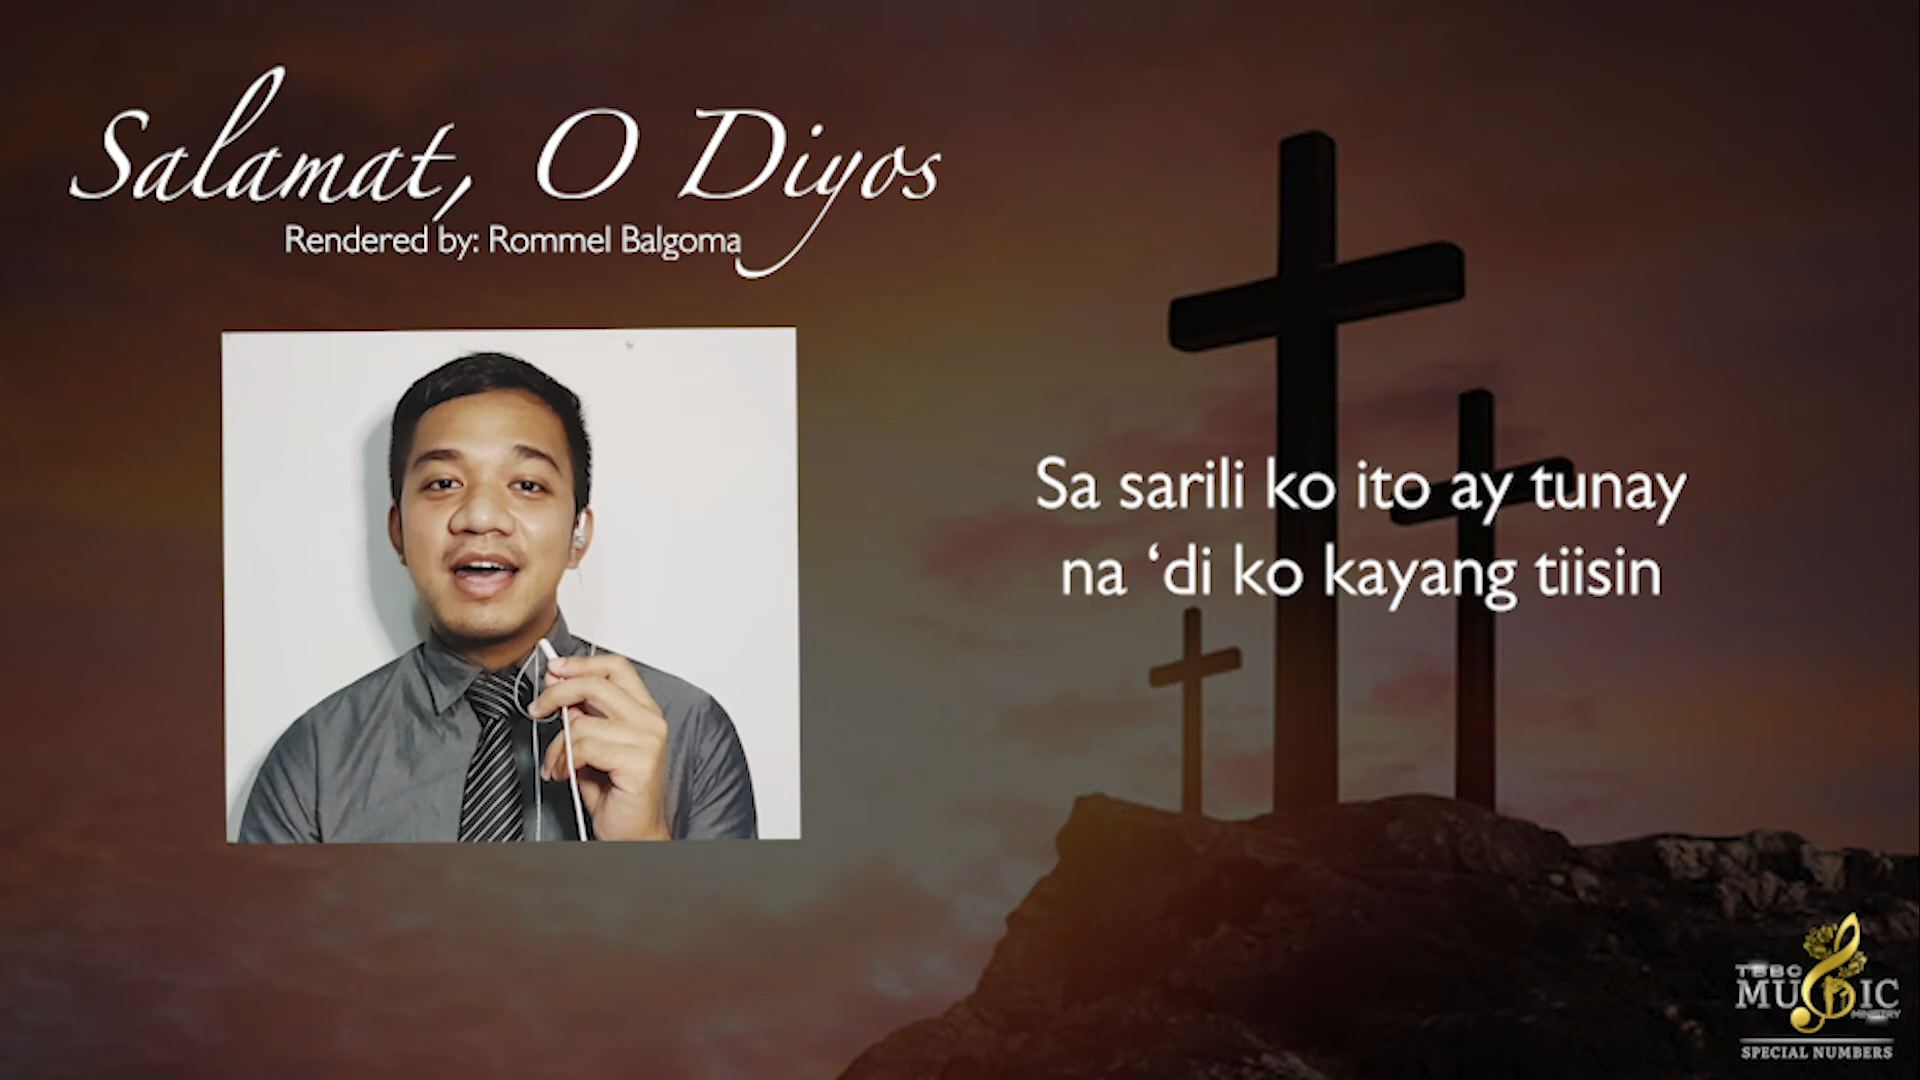 Salamat, O Diyos
Rendered by: Rommel Balgoma
Sa sarili ko ito ay tunay
na ‘di ko kayang tiisin
TBBC
MUSIC
MINISTRY
SPECIAL NUMBERS